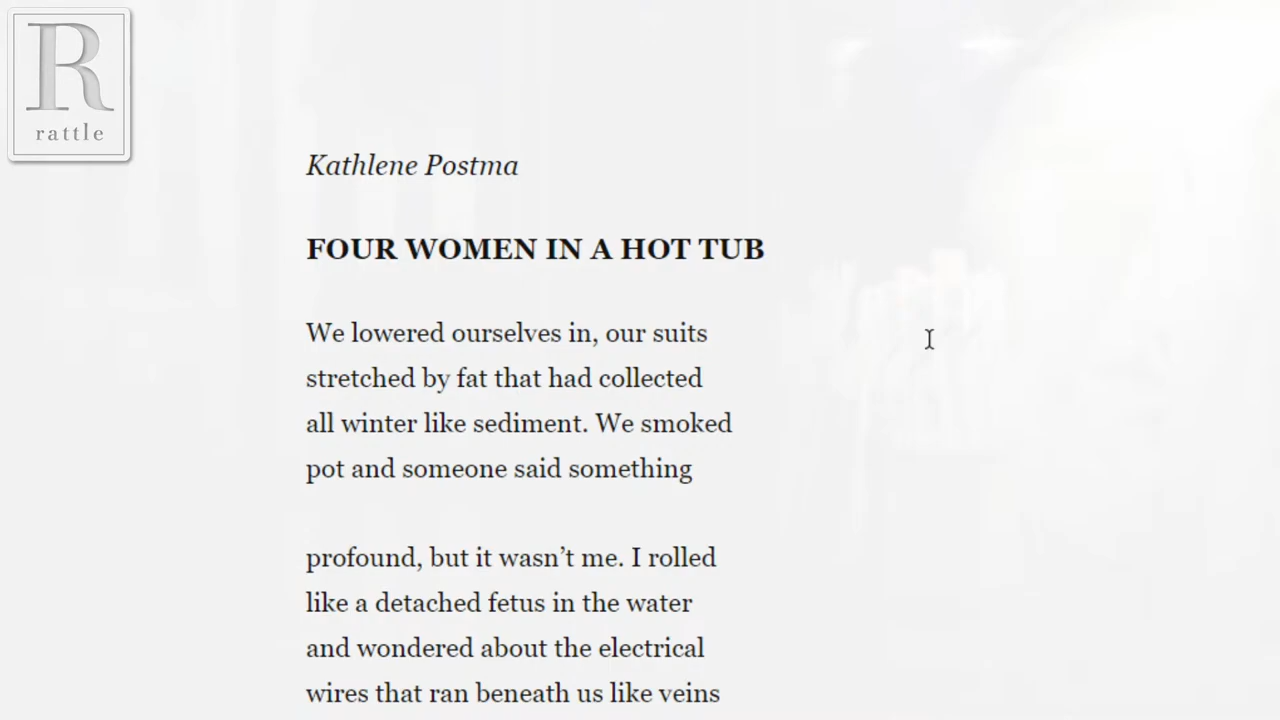 R
rattle
Kathlene Postma
FOUR WOMEN IN A HOT TUB
We lowered ourselves in, our suits
stretched by fat that had collected
all winter like sediment. We smoked
pot and someone said something
profound, but it wasn’t me. I rolled
like a detached fetus in the water
and wondered about the electrical
wires that ran beneath us like veins